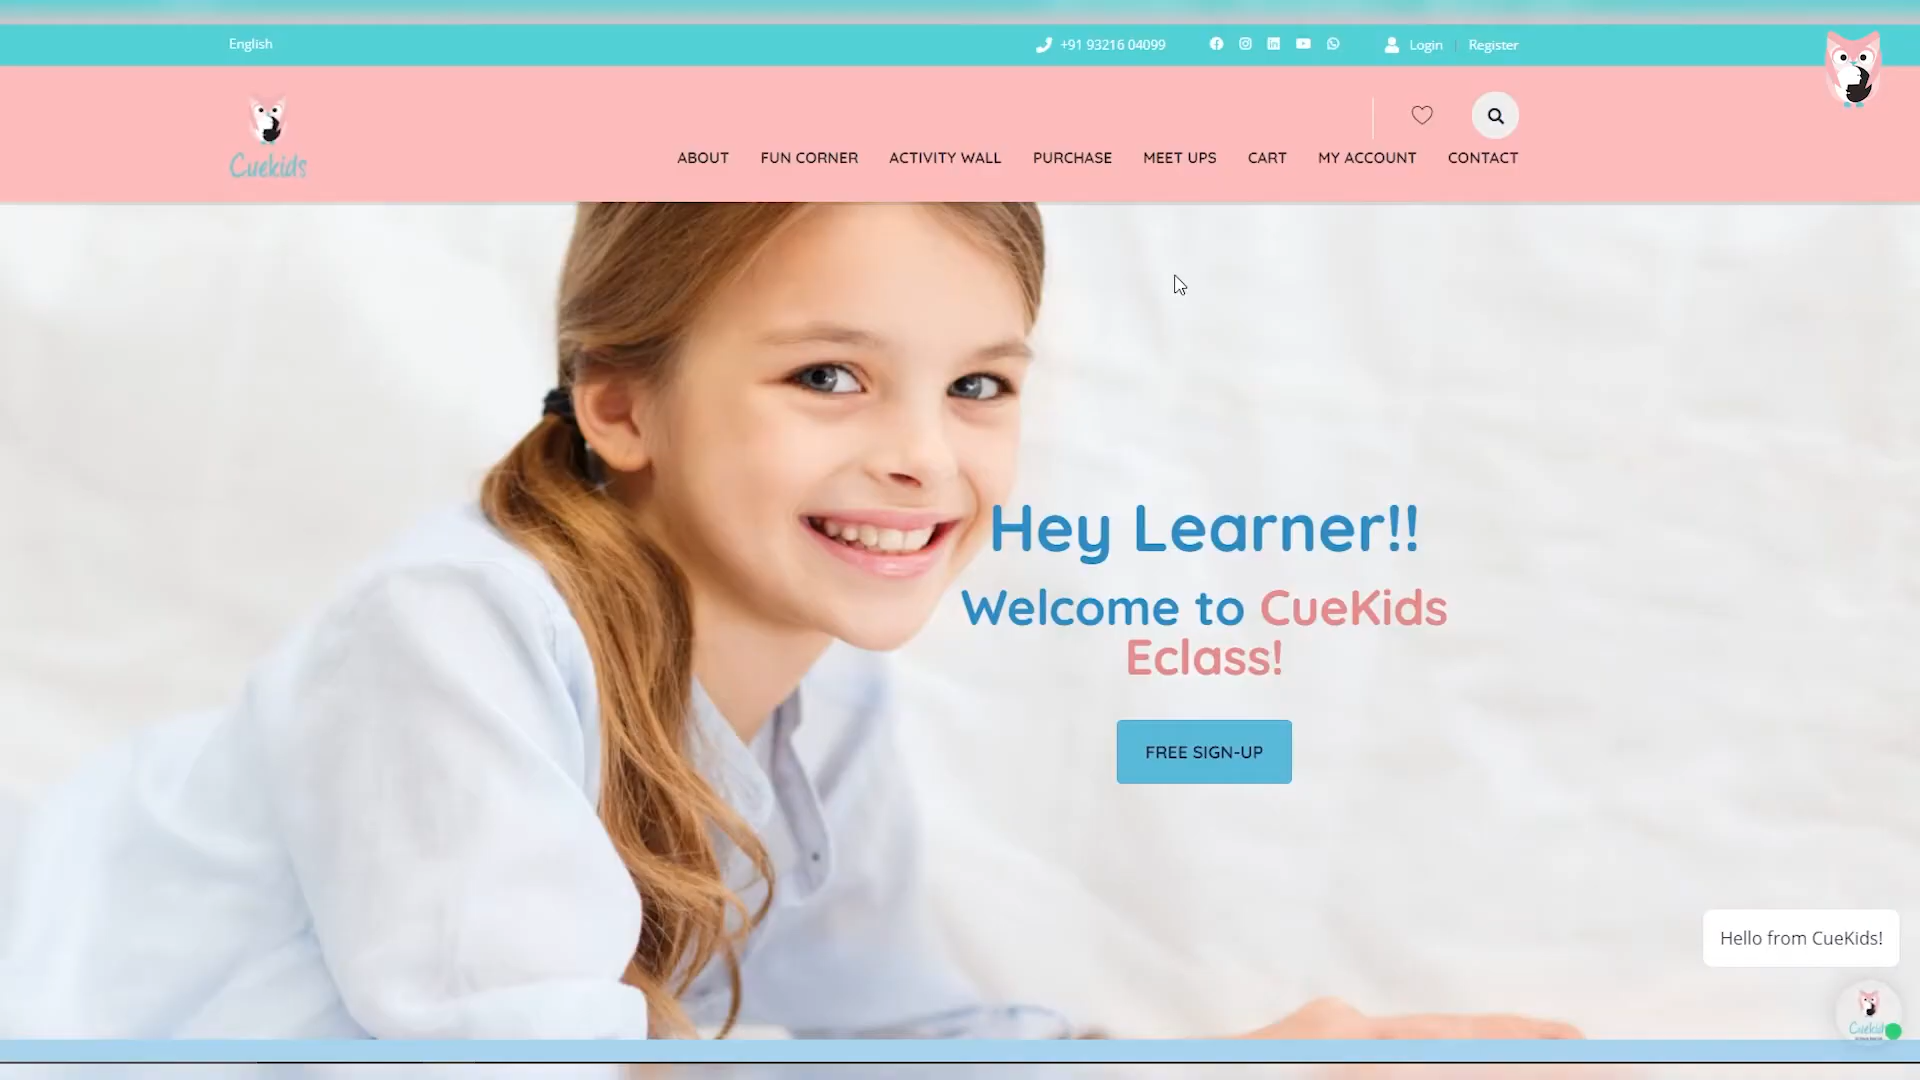 English
+91 93216 04099
Login
Register
Cuekids
ABOUT
FUN CORNER
ACTIVITY WALL
PURCHASE
MEET UPS
CART
MY ACCOUNT
CONTACT
Hey Learner!!
Welcome to CueKids
Eclass!
FREE SIGN-UP
Hello from CueKids!